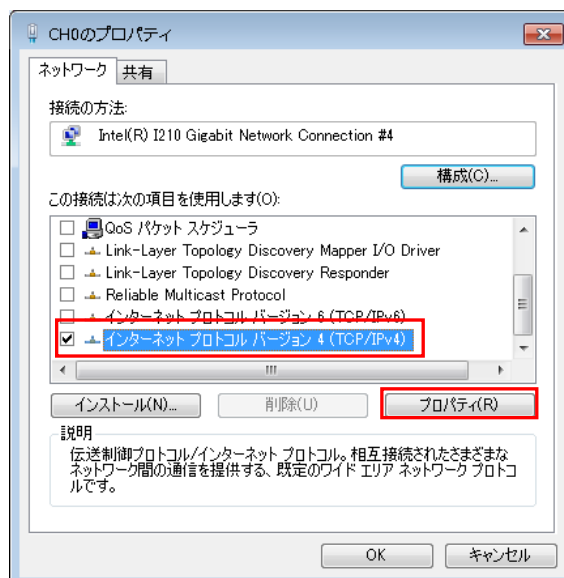 CH0のプロパティ
ネットワーク 共有
接続の方法:
Intel(R) I210 Gigabit Network Connection #4
構成(C)...
この接続は次の項目を使用します(O):
QoS パケット スケジューラ
Link-Layer Topology Discovery Mapper I/O Driver
Link-Layer Topology Discovery Responder
Reliable Multicast Protocol
インターネット プロトコル バージョン 6 (TCP/IPv6)
インターネット プロトコル バージョン 4 (TCP/IPv4)
インストール(N)... 削除(U) プロパティ(R)
説明
伝送制御プロトコル/インターネット プロトコル。相互接続されたさまざまな
ネットワーク間の通信を提供する、既定のワイド エリア ネットワーク プロトコ
ルです。
OK キャンセル